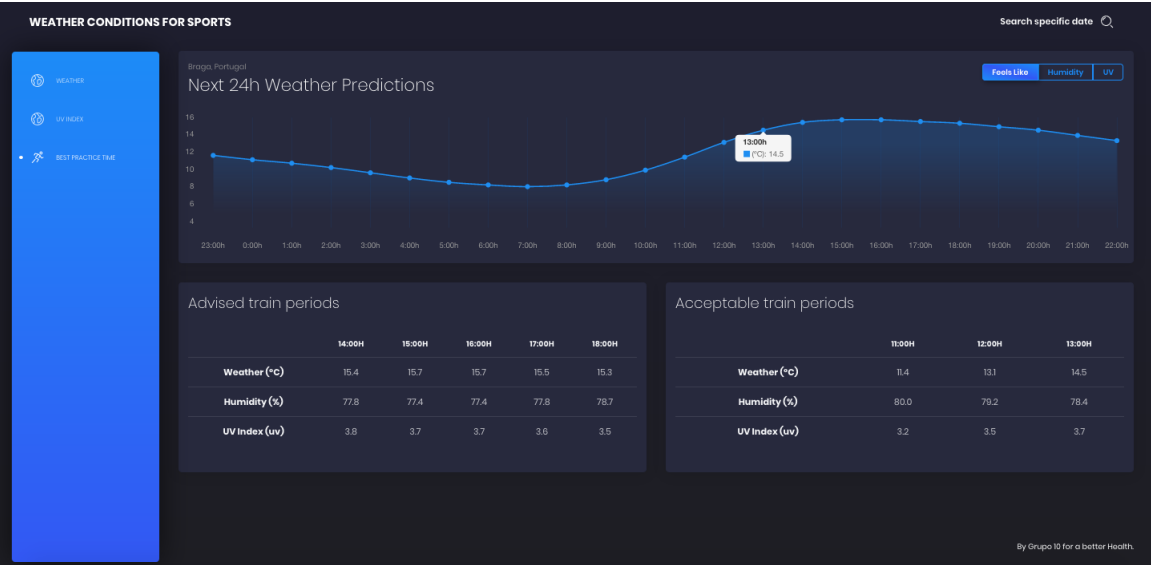 WEATHER CONDITIONS FOR SPORTS
Search specific date
WEATHER
UV INDEX
BEST PRACTICE TIME
Braga, Portugal
Next 24h Weather Predictions
Feels Like Humidity UV
16
14
12
10
8
6
4
13:00h
(°C): 14.5
23:00h 0:00h 1:00h 2:00h 3:00h 4:00h 5:00h 6:00h 7:00h 8:00h 9:00h 10:00h 11:00h 12:00h 13:00h 14:00h 15:00h 16:00h 17:00h 18:00h 19:00h 20:00h 21:00h 22:00h
Advised train periods
14:00H 15:00H 16:00H 17:00H 18:00H
Weather (°C) 15.4 15.7 15.7 15.5 15.3
Humidity (%) 77.8 77.4 77.4 77.8 78.7
UV Index (uv) 3.8 3.7 3.7 3.6 3.5
Acceptable train periods
11:00H 12:00H 13:00H
Weather (°C) 11.4 13.1 14.5
Humidity (%) 80.0 79.2 78.4
UV Index (uv) 3.2 3.5 3.7
By Grupo 10 for a better Health.